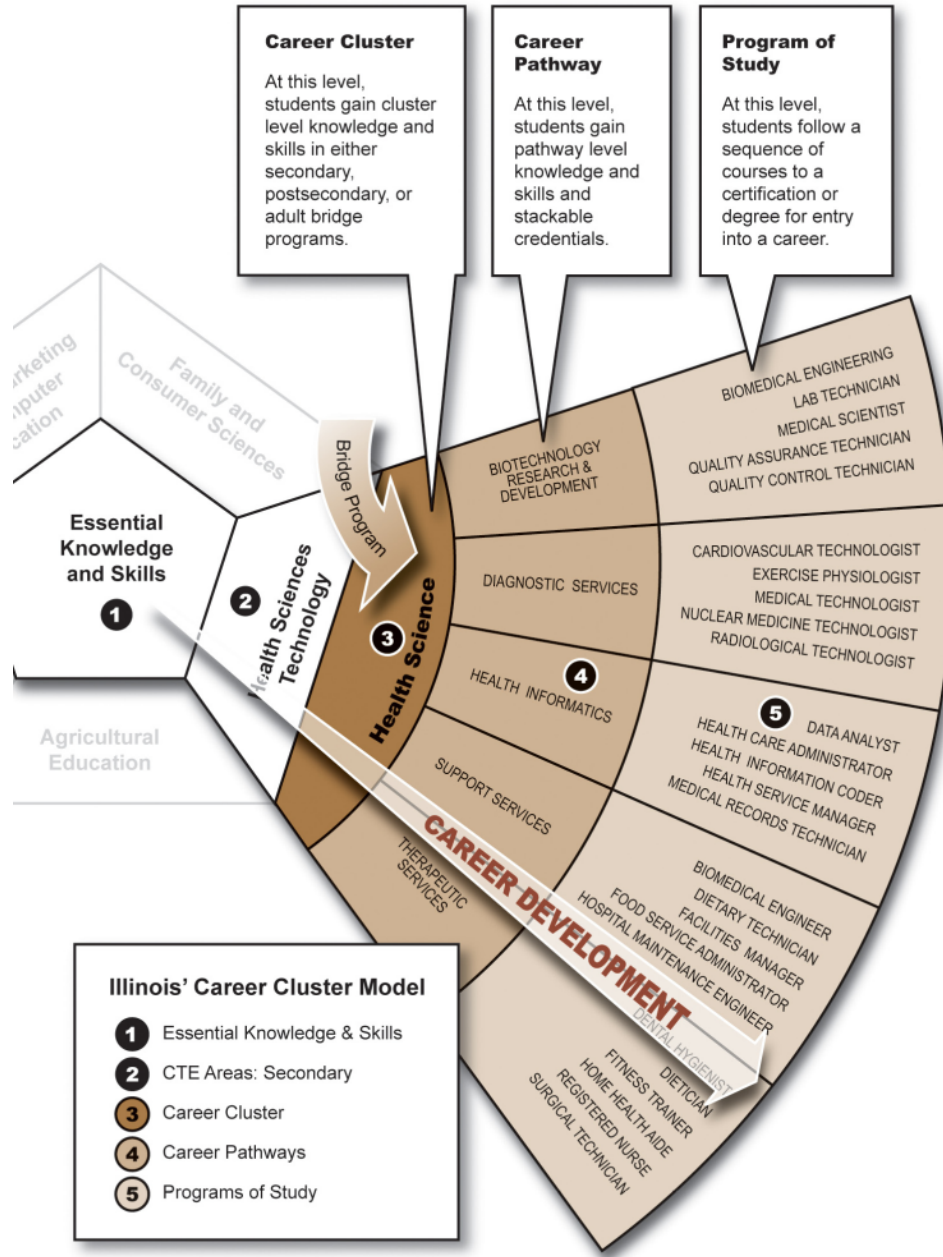 Career Cluster
At this level,
students gain cluster
level knowledge and
skills in either
secondary,
postsecondary, or
adult bridge
programs.
Career
Pathway
At this level,
students gain
pathway level
knowledge and
skills and
stackable
credentials.
Program of
Study
At this level,
students follow a
sequence of
courses to a
certification or
degree for entry
into a career.
Family and
Consumer Sciences
Essential
Knowledge
and Skills
1
Agricultural
Education
2
Health Sciences
Technology
Bridge Program
3
Health Science
BIOTECHNOLOGY
RESEARCH &
DEVELOPMENT
DIAGNOSTIC SERVICES
4
HEALTH INFORMATICS
SUPPORT SERVICES
THERAPEUTIC
SERVICES
BIOMEDICAL ENGINEERING
LAB TECHNICIAN
MEDICAL SCIENTIST
QUALITY ASSURANCE TECHNICIAN
QUALITY CONTROL TECHNICIAN
CARDIOVASCULAR TECHNOLOGIST
EXERCISE PHYSIOLOGIST
MEDICAL TECHNOLOGIST
NUCLEAR MEDICINE TECHNOLOGIST
RADIOLOGICAL TECHNOLOGIST
5
DATA ANALYST
HEALTH CARE ADMINISTRATOR
HEALTH INFORMATION CODER
HEALTH SERVICE MANAGER
MEDICAL RECORDS TECHNICIAN
BIOMEDICAL ENGINEER
DIETARY TECHNICIAN
FACILITIES MANAGER
FOOD SERVICE ADMINISTRATOR
HOSPITAL MAINTENANCE ENGINEER
DENTAL HYGIENIST
DIETICIAN
FITNESS TRAINER
HOME HEALTH AIDE
REGISTERED NURSE
SURGICAL TECHNICIAN
CAREER DEVELOPMENT
Illinois' Career Cluster Model
1 Essential Knowledge & Skills
2 CTE Areas: Secondary
3 Career Cluster
4 Career Pathways
5 Programs of Study